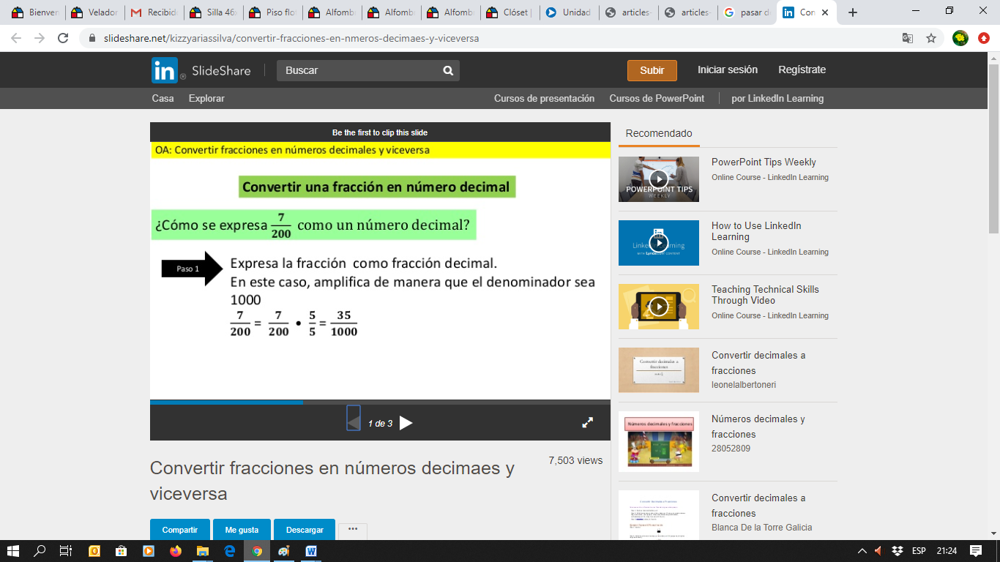 Bienven
Velador
Recibid
Silla 46
Piso flo
Alfomb
Alfomb
Alfomb
Clóset
Unidad
articles-
articles-
pasar d
Con
slideshare.net/kizzyariassilva/convertir-fracciones-en-nmeros-decimaes-y-viceversa
in SlideShare
Buscar
Subir
Iniciar sesión
Regístrate
Casa
Explorar
Cursos de presentación
Cursos de PowerPoint
por LinkedIn Learning
Be the first to clip this slide
OA: Convertir fracciones en números decimales y viceversa
Convertir una fracción en número decimal
¿Cómo se expresa 7/200 como un número decimal?
Paso 1
Expresa la fracción como fracción decimal.
En este caso, amplifica de manera que el denominador sea
1000
7/200 = 7/200 • 5/5 = 35/1000
1 de 3
Convertir fracciones en números decimaes y
viceversa
7,503 views
Compartir
Me gusta
Descargar
•••
Recomendado
POWERPOINT TIPS
WEEKLY
PowerPoint Tips Weekly
Online Course - LinkedIn Learning
How to Use LinkedIn
Learning
Online Course - LinkedIn Learning
Teaching Technical Skills
Through Video
Online Course - LinkedIn Learning
Convertir decimales a
fracciones
Convertir decimales a
fracciones
leonelalbertoneri
Números decimales y fracciones
Números decimales y
fracciones
28052809
Convertir decimales a
fracciones
Blanca De la Torre Galicia
ESP
21:24